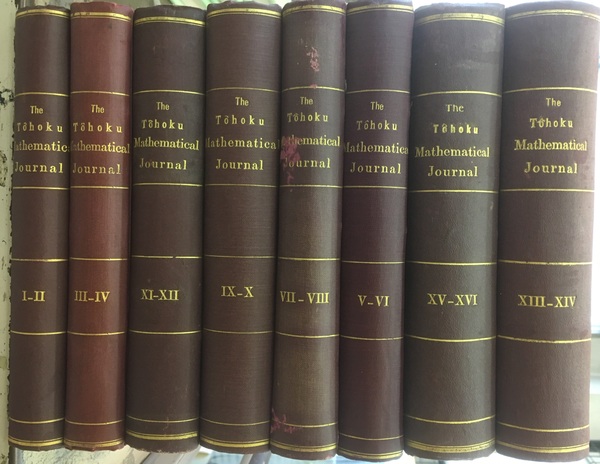 The
Tôhoku
Mathematical
Journal
I-II
The
Tôhoku
Mathematical
Journal
III-IV
The
Tôhoku
Mathematical
Journal
XI-XII
The
Tôhoku
Mathematical
Journal
IX-X
The
Tôhoku
Mathematical
Journal
VII-VIII
The
Tôhoku
Mathematical
Journal
V-VI
The
Tôhoku
Mathematical
Journal
XV-XVI
The
Tôhoku
Mathematical
Journal
XIII-XIV